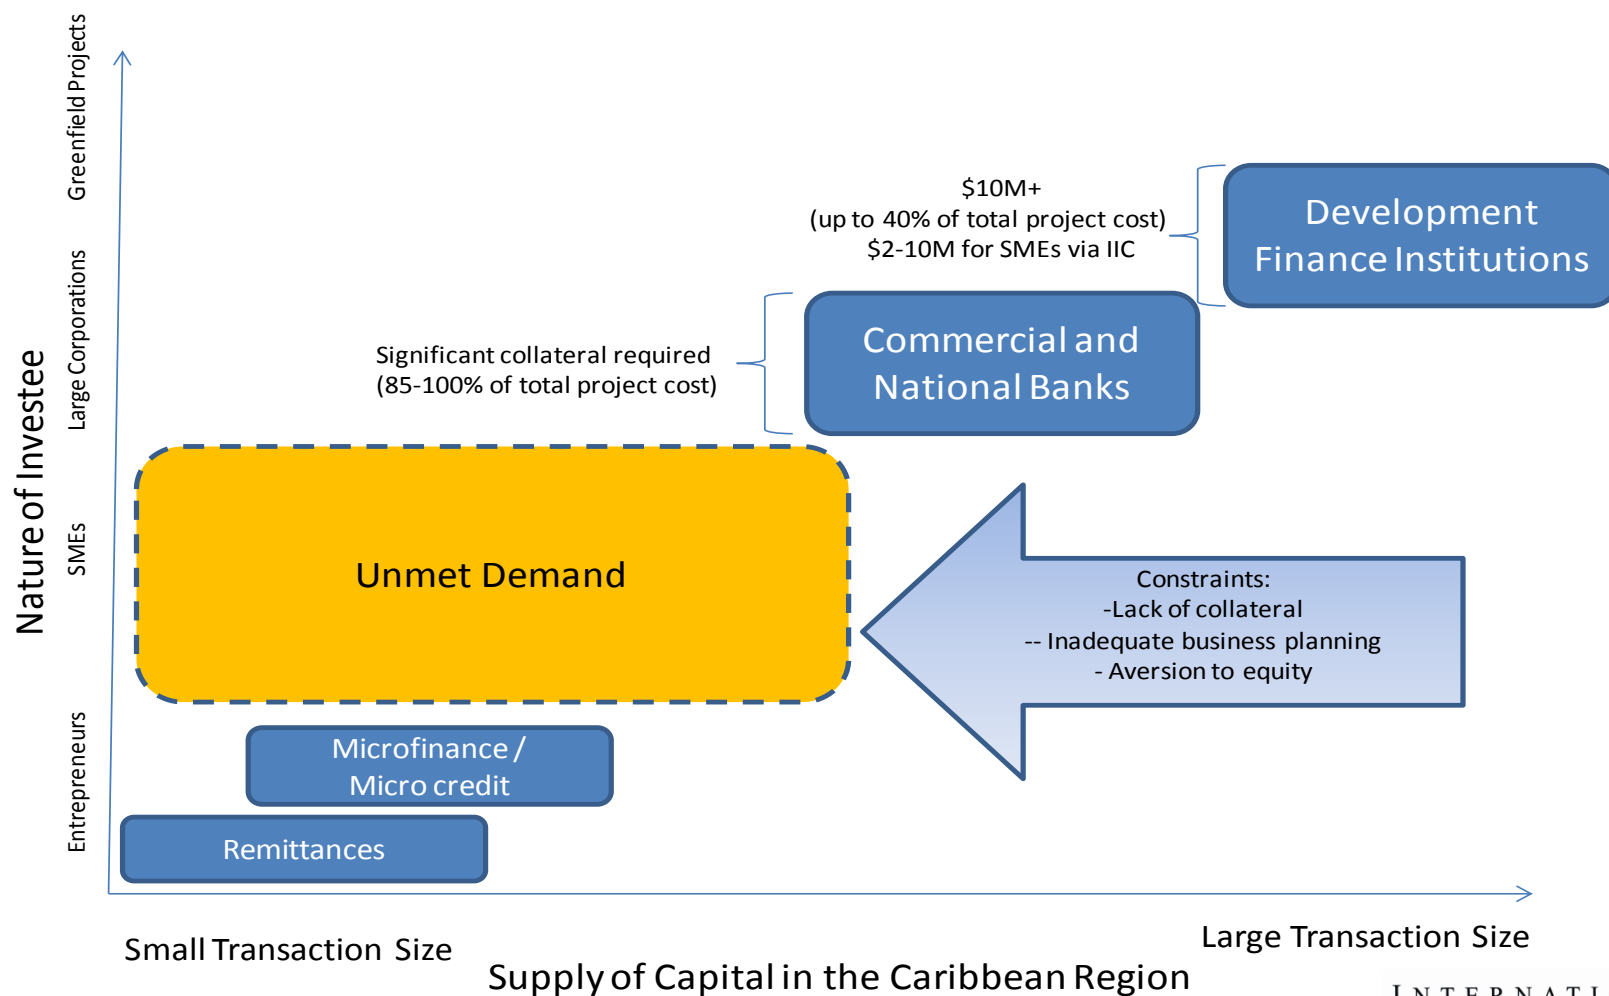 Greenfield Projects
Large Corporations
SMEs
Entrepreneurs
Nature of Investee
$10M+
(up to 40% of total project cost)
$2-10M for SMEs via IIC
Development
Finance Institutions
Significant collateral required
(85-100% of total project cost)
Commercial and
National Banks
Unmet Demand
Constraints:
-Lack of collateral
-- Inadequate business planning
- Aversion to equity
Microfinance /
Micro credit
Remittances
Small Transaction Size
Large Transaction Size
Supply of Capital in the Caribbean Region